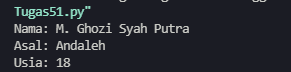 Tugas51.py"
Nama: M. Ghozi Syah Putra
Asal: Andaleh
Usia: 18